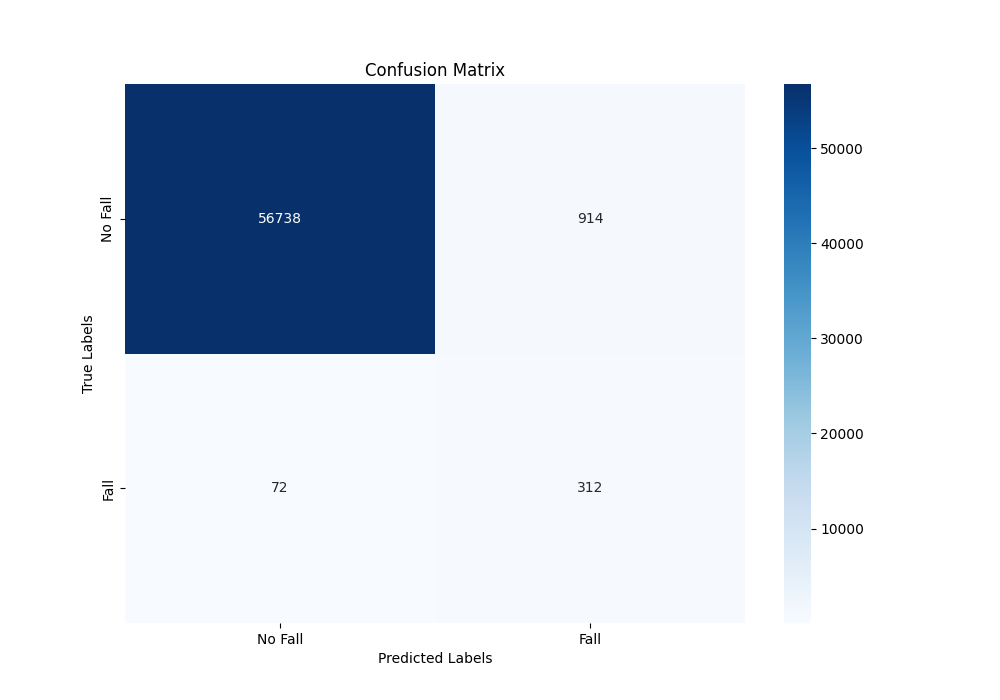 Confusion Matrix
True Labels
No Fall
56738
914
Fall
72
312
No Fall
Fall
Predicted Labels
50000
40000
30000
20000
10000